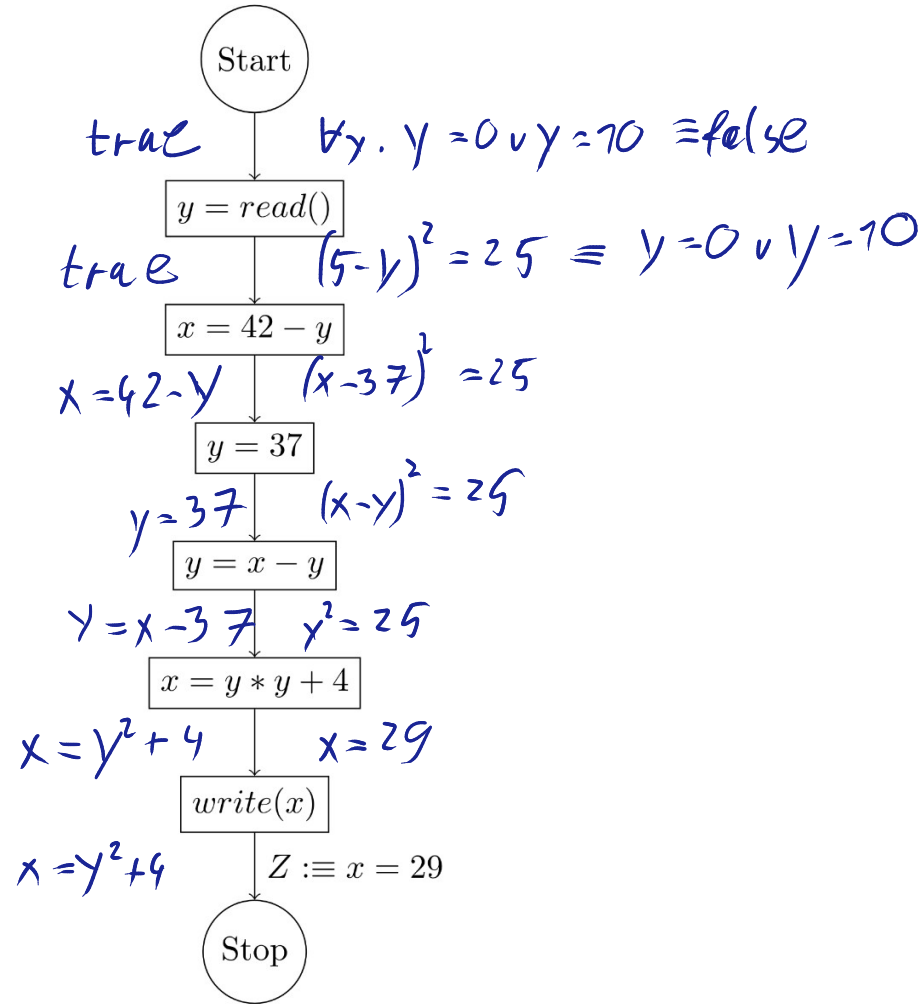 Start
true ∀y. y = 0 ∨ y = 10 ≡ false
y = read()
true (5-y)² = 25 ≡ y = 0 ∨ y = 10
x = 42 − y
x = 42 - y (x-37)² = 25
y = 37
y = 37 (x-y)² = 25
y = x − y
y = x - 37 y² = 25
x = y ∗ y + 4
x = y² + 4 x = 29
write(x)
x = y² + 4 Z :≡ x = 29
Stop